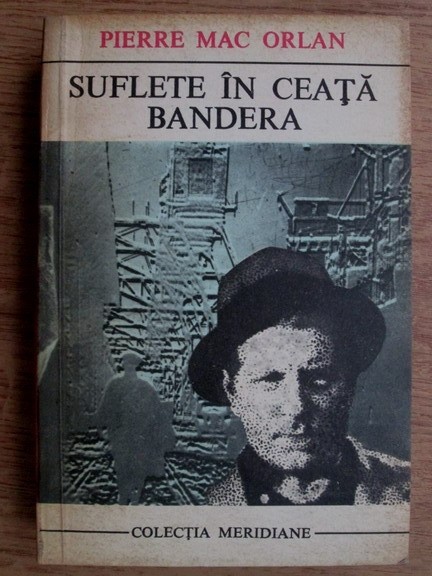 PIERRE MAC ORLAN
SUFLETE ÎN CEAŢĂ
BANDERA
COLECŢIA MERIDIANE